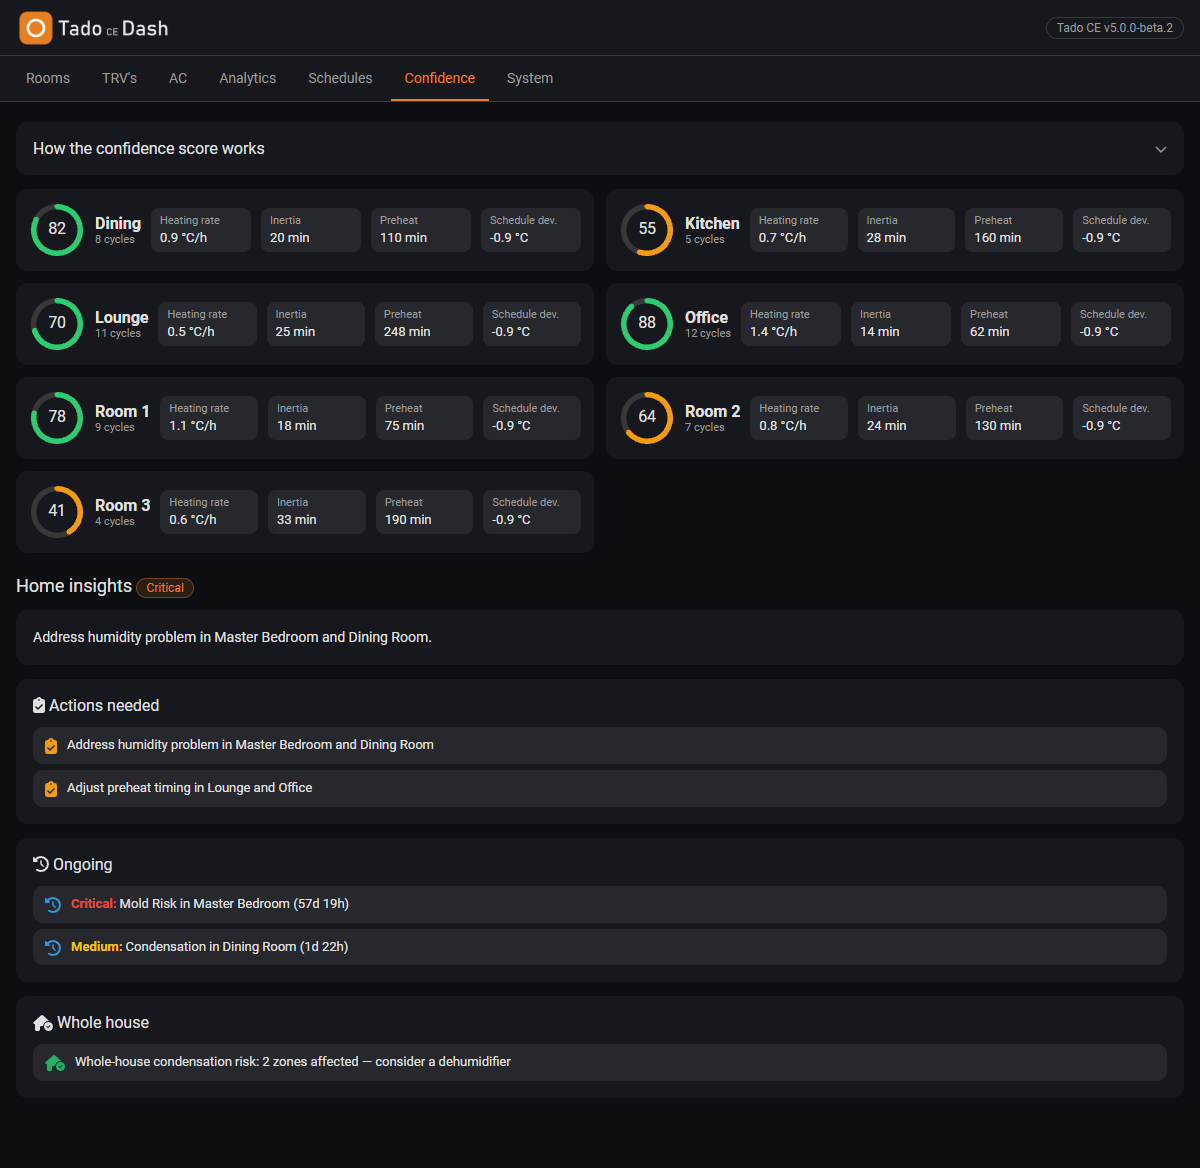 Tado CE Dash
Tado CE v5.0.0-beta.2
Rooms TRV's AC Analytics Schedules Confidence System
How the confidence score works
82 Dining 8 cycles Heating rate 0.9 °C/h Inertia 20 min Preheat 110 min Schedule dev. -0.9 °C
55 Kitchen 5 cycles Heating rate 0.7 °C/h Inertia 28 min Preheat 160 min Schedule dev. -0.9 °C
70 Lounge 11 cycles Heating rate 0.5 °C/h Inertia 25 min Preheat 248 min Schedule dev. -0.9 °C
88 Office 12 cycles Heating rate 1.4 °C/h Inertia 14 min Preheat 62 min Schedule dev. -0.9 °C
78 Room 1 9 cycles Heating rate 1.1 °C/h Inertia 18 min Preheat 75 min Schedule dev. -0.9 °C
64 Room 2 7 cycles Heating rate 0.8 °C/h Inertia 24 min Preheat 130 min Schedule dev. -0.9 °C
41 Room 3 4 cycles Heating rate 0.6 °C/h Inertia 33 min Preheat 190 min Schedule dev. -0.9 °C
Home insights Critical
Address humidity problem in Master Bedroom and Dining Room.
Actions needed
Address humidity problem in Master Bedroom and Dining Room
Adjust preheat timing in Lounge and Office
Ongoing
Critical: Mold Risk in Master Bedroom (57d 19h)
Medium: Condensation in Dining Room (1d 22h)
Whole house
Whole-house condensation risk: 2 zones affected — consider a dehumidifier